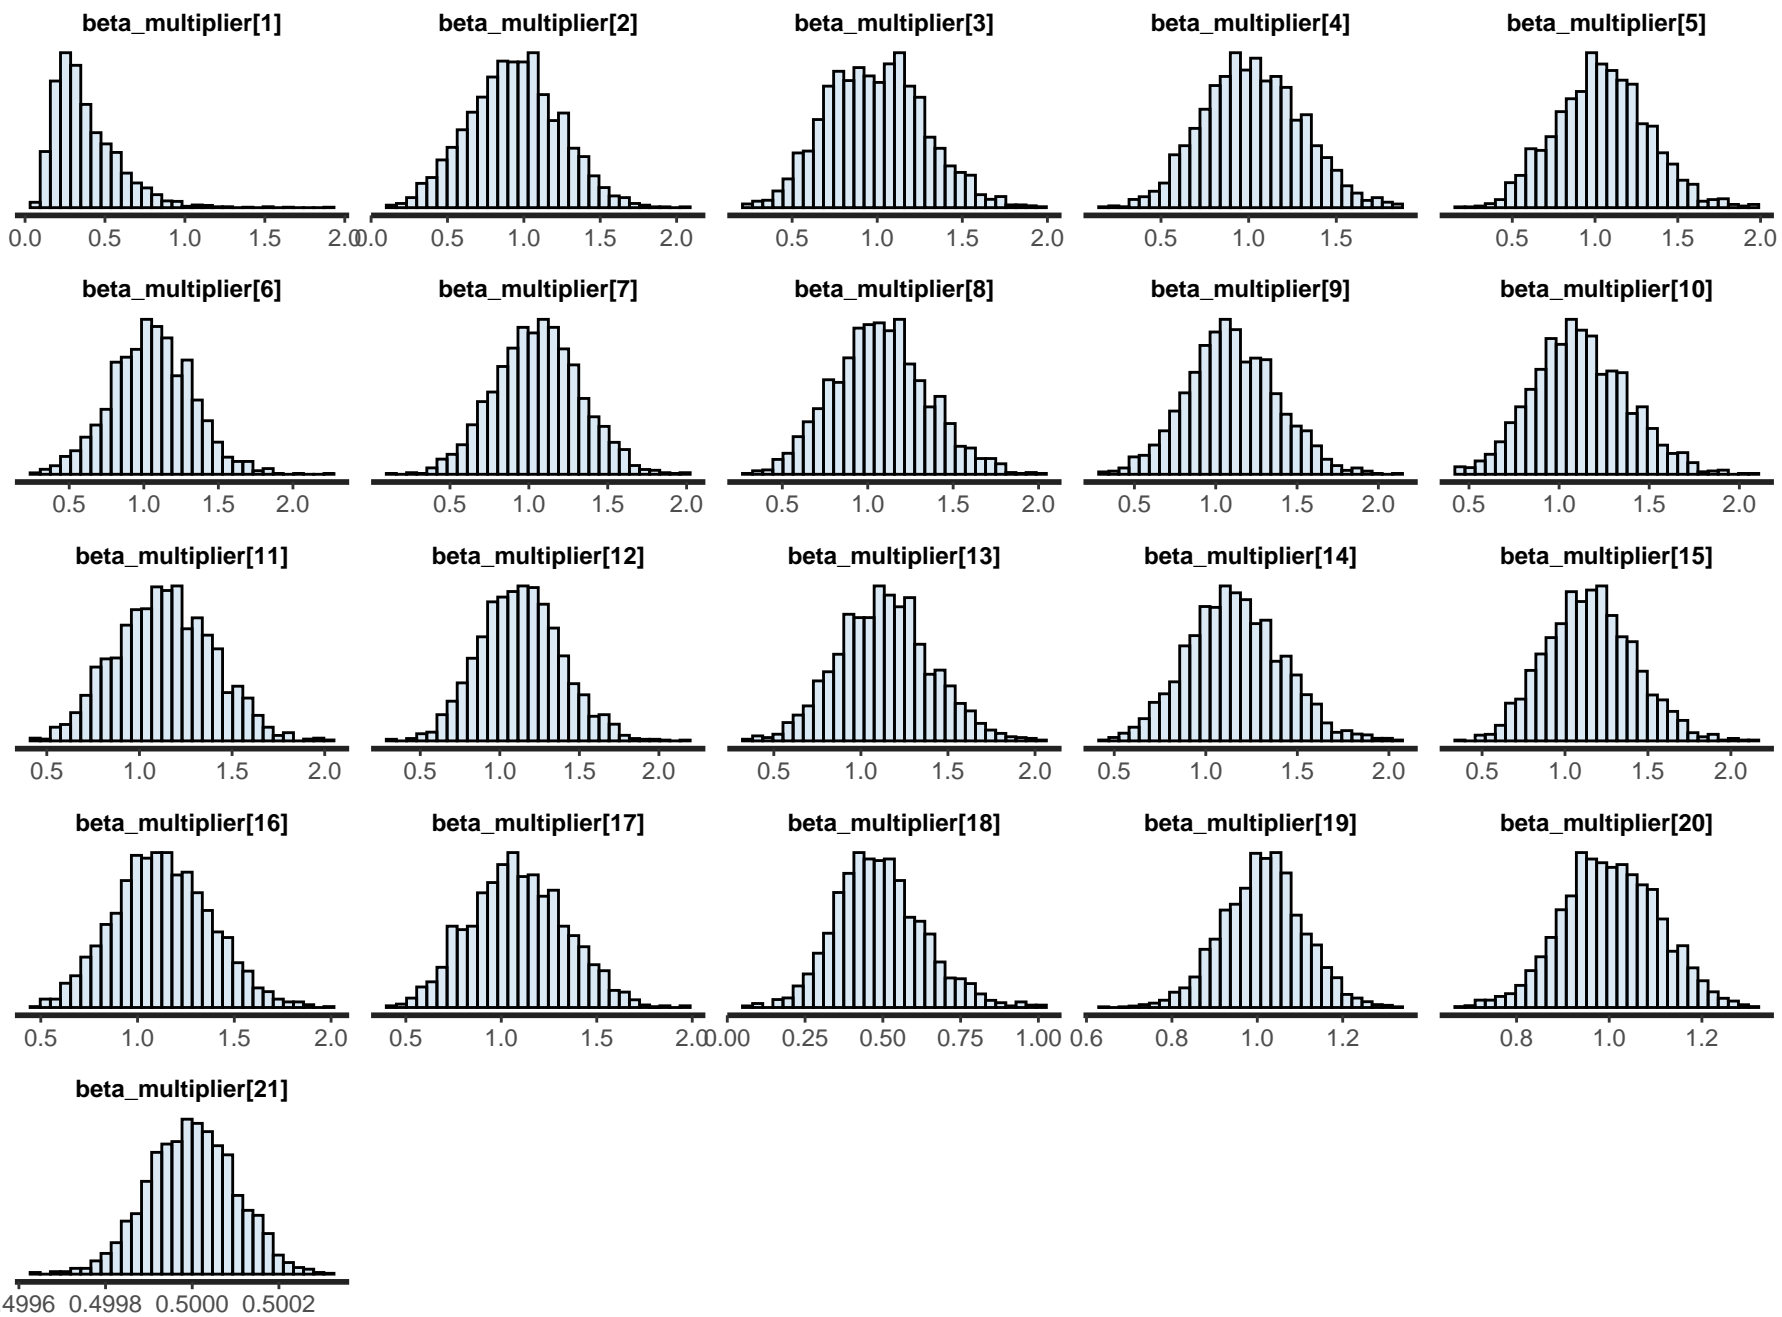 beta_multiplier[1] beta_multiplier[2] beta_multiplier[3] beta_multiplier[4] beta_multiplier[5]
0.0 0.5 1.0 1.5 2.0 0.0 0.5 1.0 1.5 2.0 0.5 1.0 1.5 2.0 0.5 1.0 1.5 0.5 1.0 1.5 2.0
beta_multiplier[6] beta_multiplier[7] beta_multiplier[8] beta_multiplier[9] beta_multiplier[10]
0.5 1.0 1.5 2.0 0.5 1.0 1.5 2.0 0.5 1.0 1.5 2.0 0.5 1.0 1.5 2.0 0.5 1.0 1.5 2.0
beta_multiplier[11] beta_multiplier[12] beta_multiplier[13] beta_multiplier[14] beta_multiplier[15]
0.5 1.0 1.5 2.0 0.5 1.0 1.5 2.0 0.5 1.0 1.5 2.0 0.5 1.0 1.5 2.0 0.5 1.0 1.5 2.0
beta_multiplier[16] beta_multiplier[17] beta_multiplier[18] beta_multiplier[19] beta_multiplier[20]
0.5 1.0 1.5 2.0 0.5 1.0 1.5 2.0 0.00 0.25 0.50 0.75 1.00 0.6 0.8 1.0 1.2 0.8 1.0 1.2
beta_multiplier[21]
.4996 0.4998 0.5000 0.5002